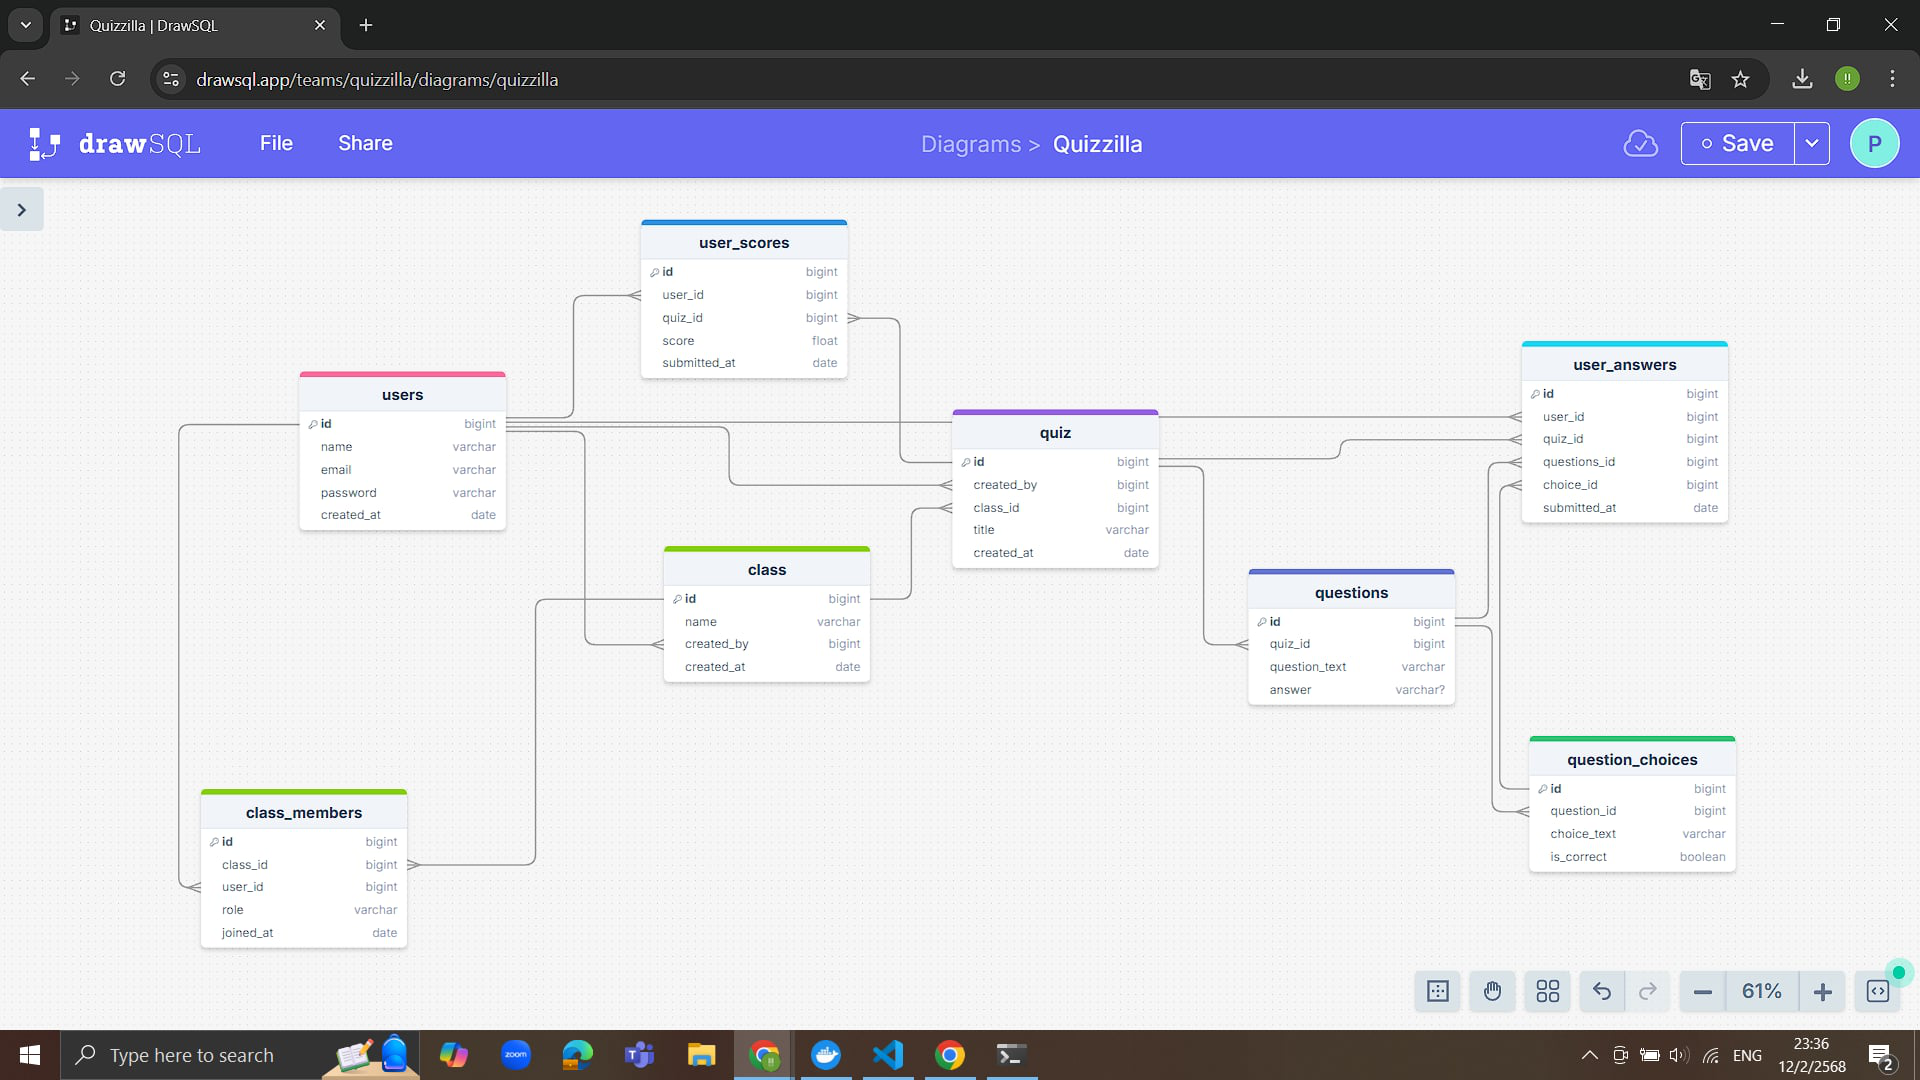 Quizzilla | DrawSQL
drawsql.app/teams/quizzilla/diagrams/quizzilla
drawSQL
File
Share
Diagrams > Quizzilla
Save
P
user_scores
id bigint
user_id bigint
quiz_id bigint
score float
submitted_at date
users
id bigint
name varchar
email varchar
password varchar
created_at date
quiz
id bigint
created_by bigint
class_id bigint
title varchar
created_at date
user_answers
id bigint
user_id bigint
quiz_id bigint
questions_id bigint
choice_id bigint
submitted_at date
class
id bigint
name varchar
created_by bigint
created_at date
questions
id bigint
quiz_id bigint
question_text varchar
answer varchar?
question_choices
id bigint
question_id bigint
choice_text varchar
is_correct boolean
class_members
id bigint
class_id bigint
user_id bigint
role varchar
joined_at date
61%
Type here to search
zoom
ENG
23:36
12/2/2568
2